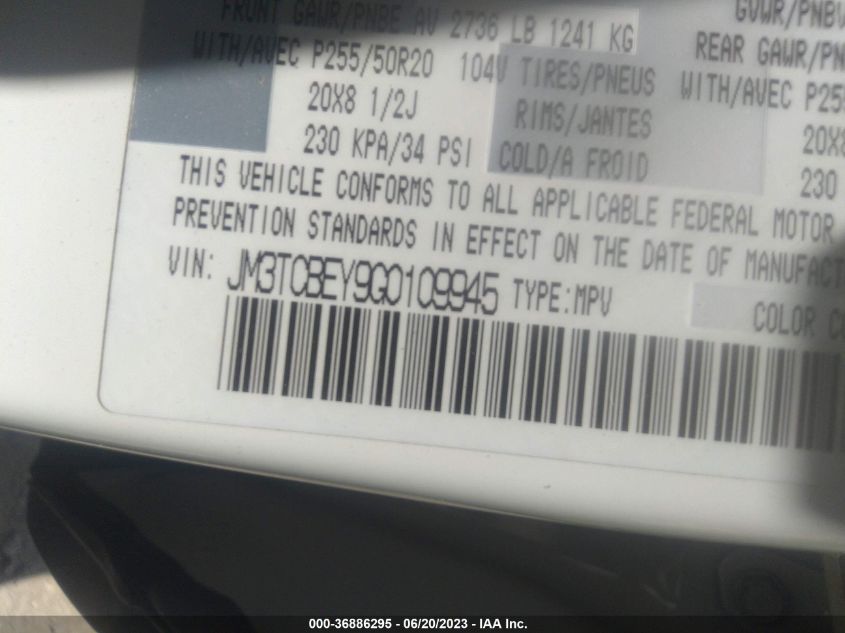 FRONT GAWR/PNBE AV 2736 LB 1241 KG
WITH/AVEC P255/50R20 104V TIRES/PNEUS
20X8 1/2J RIMS/JANTES
230 KPA/34 PSI COLD/A FROID
GVWR/PNBV
REAR GAWR/PN
WITH/AVEC P255
20X8
230
THIS VEHICLE CONFORMS TO ALL APPLICABLE FEDERAL MOTOR
PREVENTION STANDARDS IN EFFECT ON THE DATE OF MANUFACT
VIN: JM3TCBEY9G0109945 TYPE:MPV
COLOR CO
000-36886295 - 06/20/2023 - IAA Inc.